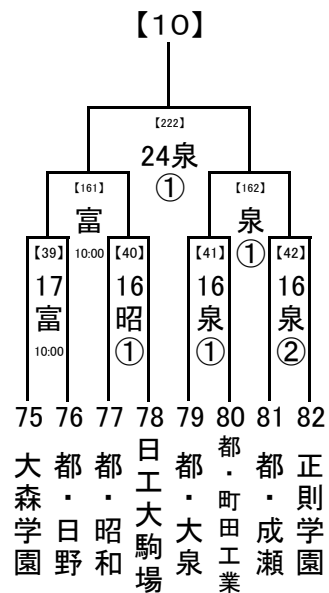 【10】
【222】
24泉
①
【161】
富
10:00
【162】
泉
①
【39】
17
富
10:00
【40】
16
昭
①
【41】
16
泉
①
【42】
16
泉
②
75
大森学園
76
都・日野
77
都・昭和
78
日工大駒場
79
都・大泉
80
都・町田工業
81
都・成瀬
82
正則学園